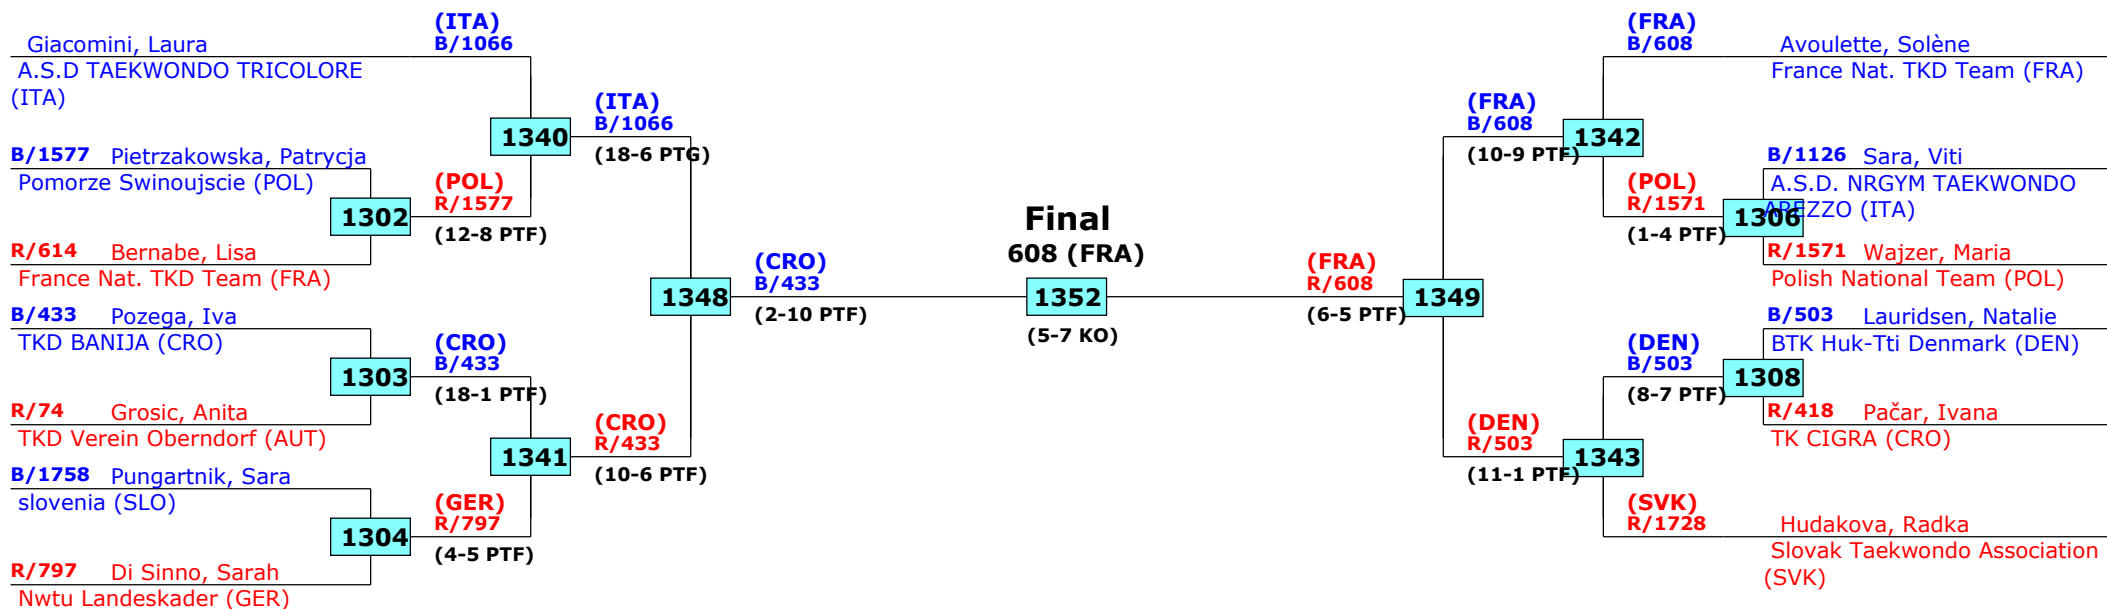 (ITA)
B/1066
Giacomini, Laura
A.S.D TAEKWONDO TRICOLORE
(ITA)
1340
(ITA)
B/1066
(18-6 PTG)
B/1577 Pietrzakowska, Patrycja
Pomorze Swinoujscie (POL)
1302
(POL)
R/1577
(12-8 PTF)
R/614 Bernabe, Lisa
France Nat. TKD Team (FRA)
B/433 Pozega, Iva
TKD BANIJA (CRO)
1303
(CRO)
B/433
(18-1 PTF)
R/74 Grosic, Anita
TKD Verein Oberndorf (AUT)
1341
(CRO)
R/433
(10-6 PTF)
B/1758 Pungartnik, Sara
slovenia (SLO)
1304
(GER)
R/797
(4-5 PTF)
R/797 Di Sinno, Sarah
Nwtu Landeskader (GER)
1348
(CRO)
B/433
(2-10 PTF)
Final
608 (FRA)
1352
(5-7 KO)
(FRA)
R/608
(6-5 PTF)
1349
(FRA)
B/608
(10-9 PTF)
1342
(FRA)
B/608
Avoulette, Solène
France Nat. TKD Team (FRA)
B/1126 Sara, Viti
A.S.D. NRGYM TAEKWONDO
AREZZO (ITA)
(POL)
R/1571
(1-4 PTF)
1306
R/1571 Wajzer, Maria
Polish National Team (POL)
B/503 Lauridsen, Natalie
BTK Huk-Tti Denmark (DEN)
(DEN)
B/503
(8-7 PTF)
1308
R/418 Pačar, Ivana
TK CIGRA (CRO)
(DEN)
R/503
(11-1 PTF)
1343
(SVK)
R/1728
Hudakova, Radka
Slovak Taekwondo Association
(SVK)